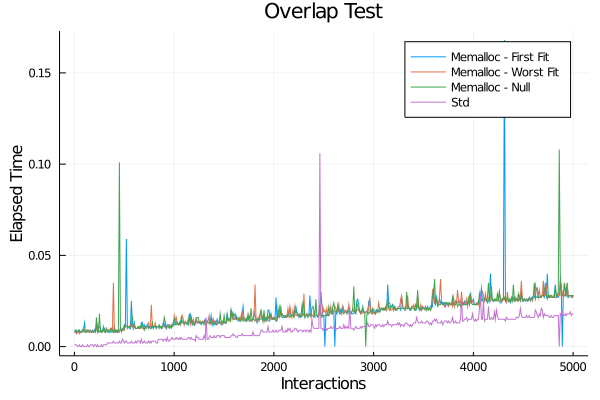 Overlap Test
Elapsed Time
0.15
0.10
0.05
0.00
Memalloc - First Fit
Memalloc - Worst Fit
Memalloc - Null
Std
0
1000
2000
3000
4000
5000
Interactions